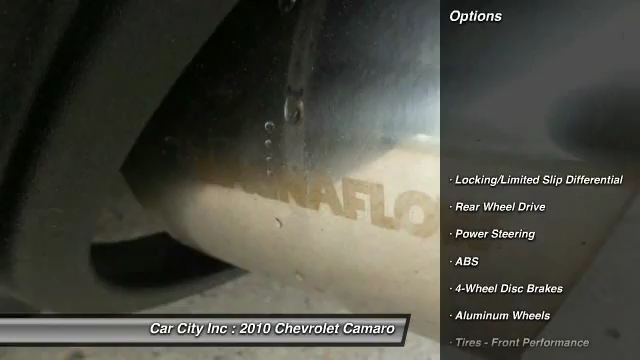 Options
GNAFLO
· Locking/Limited Slip Differential
· Rear Wheel Drive
· Power Steering
· ABS
· 4-Wheel Disc Brakes
· Aluminum Wheels
· Tires - Front Performance
Car City Inc : 2010 Chevrolet Camaro